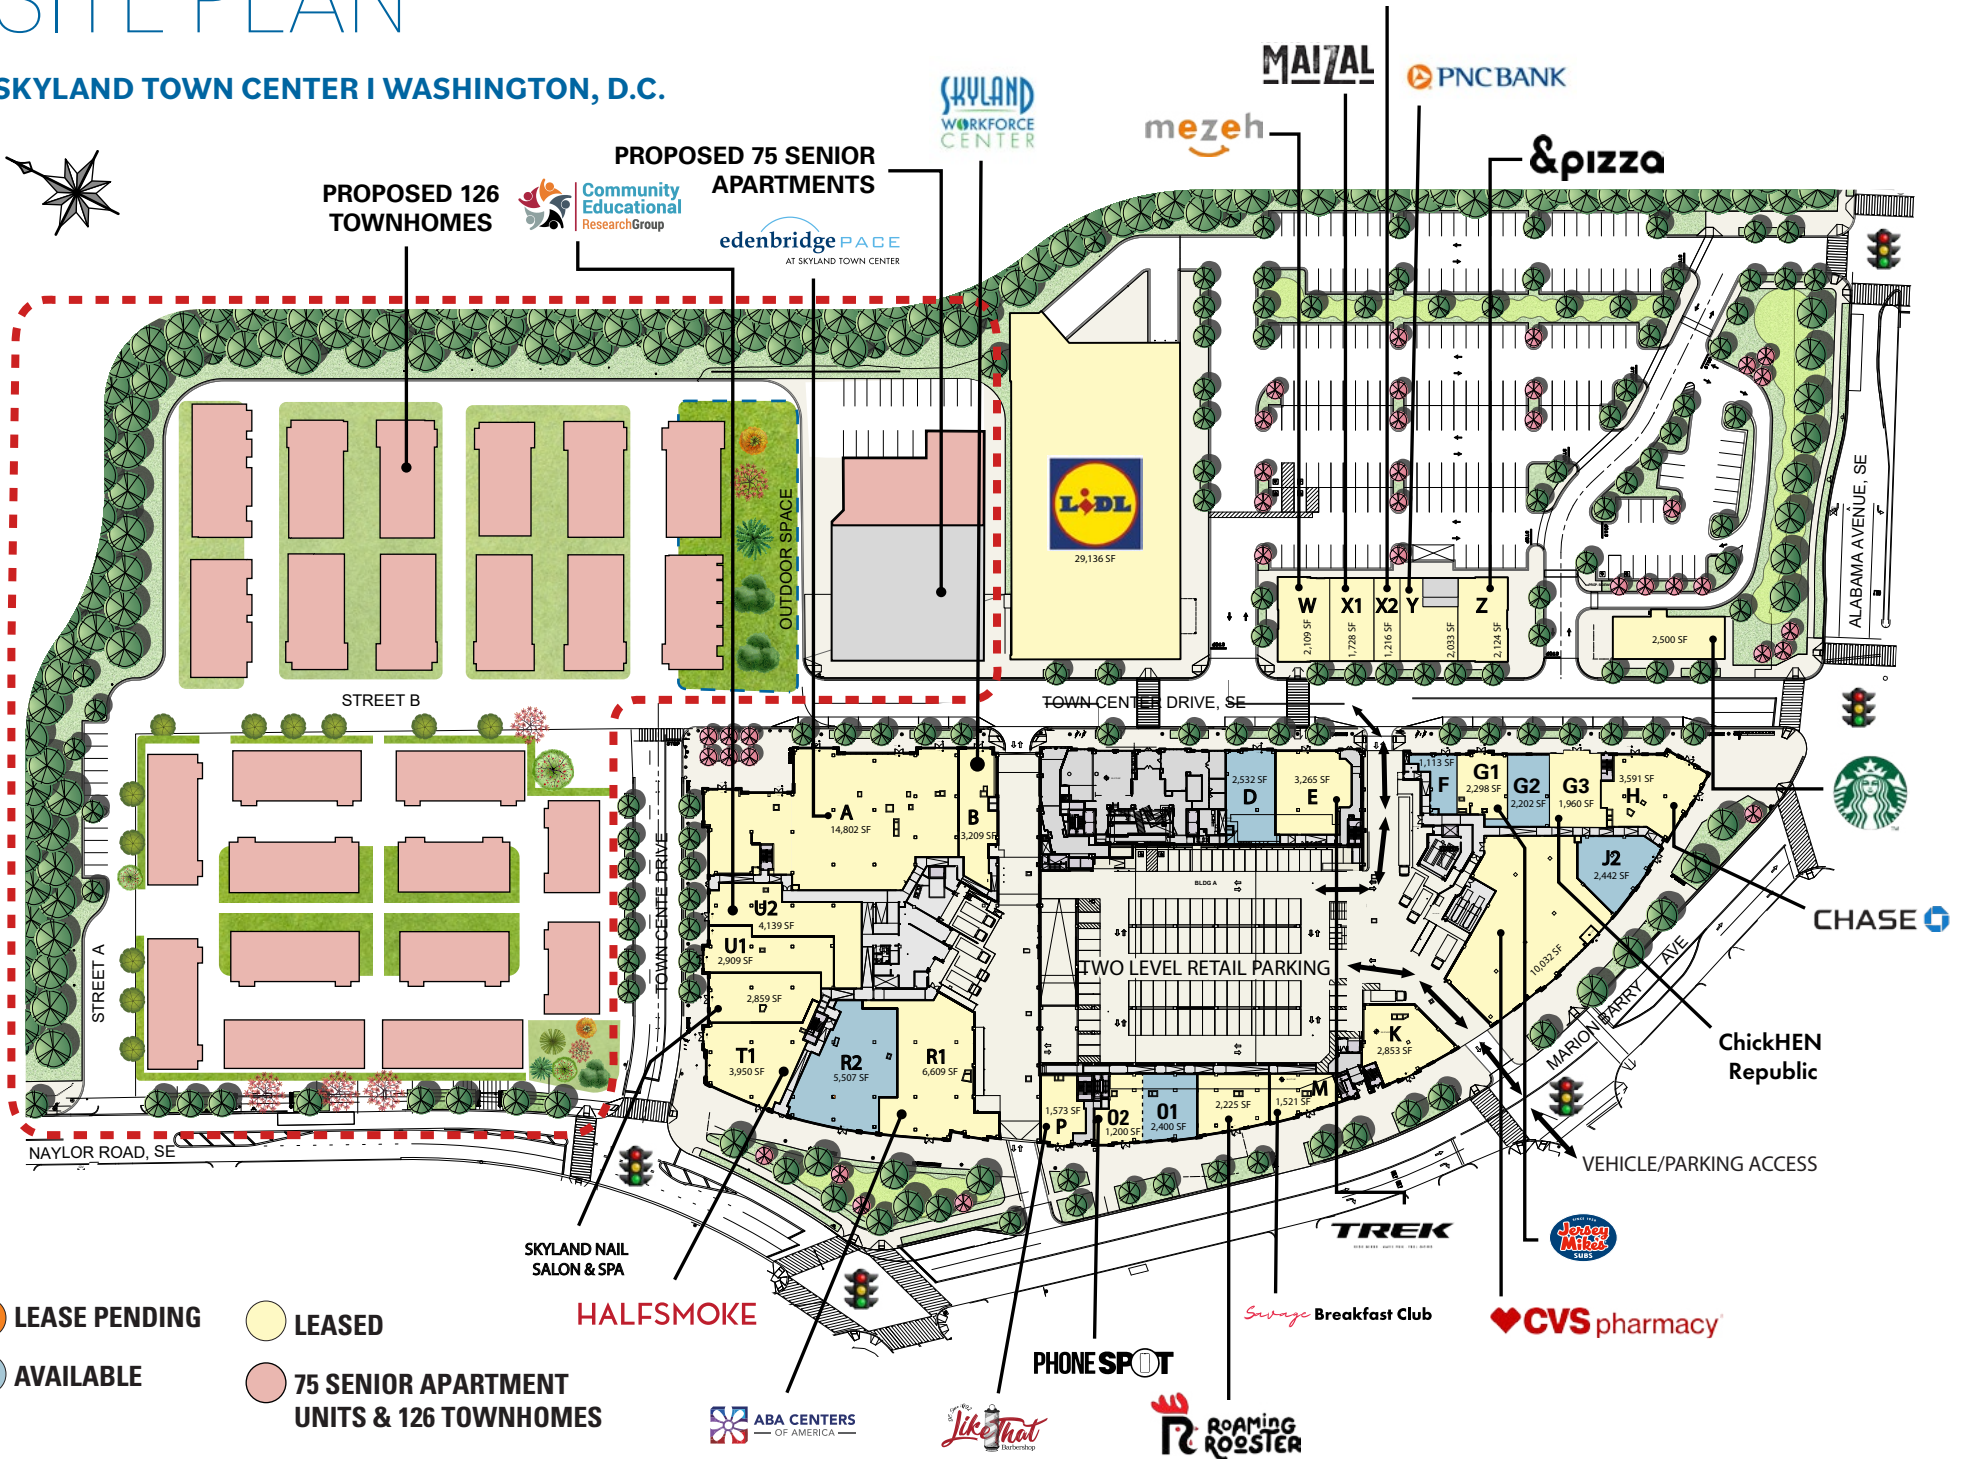 SITE PLAN
SKYLAND TOWN CENTER I WASHINGTON, D.C.
SKYLAND
WORKFORCE
CENTER
MAIZAL
PNC BANK
mezeh
&pizza
PROPOSED 75 SENIOR
APARTMENTS
PROPOSED 126
TOWNHOMES
Community
Educational
ResearchGroup
edenbridge PACE
AT SKYLAND TOWN CENTER
LIDL
29,136 SF
OUTDOOR SPACE
ALABAMA AVENUE, SE
W
2,109 SF
X1
1,728 SF
X2
1,216 SF
Y
2,033 SF
Z
2,124 SF
2,500 SF
STREET B
TOWN CENTER DRIVE, SE
A
14,802 SF
B
3,209 SF
2,532 SF
D
3,265 SF
E
1,113 SF
F
G1
2,298 SF
G2
2,202 SF
G3
1,960 SF
3,591 SF
H
J2
2,442 SF
CHASE
TOWN CENTE DRIVE
STREET A
BLDG A
U2
4,139 SF
U1
2,909 SF
2,859 SF
TWO LEVEL RETAIL PARKING
10,032 SF
MARION BARRY AVE
T1
3,950 SF
R2
5,507 SF
R1
6,609 SF
K
2,853 SF
ChickHEN
Republic
1,573 SF
P
O2
1,200 SF
O1
2,400 SF
2,225 SF
1,521 SF
M
NAYLOR ROAD, SE
VEHICLE/PARKING ACCESS
TREK
Jersey
Mike's
SUBS
SKYLAND NAIL
SALON & SPA
HALFSMOKE
Savage Breakfast Club
CVS pharmacy
LEASE PENDING
LEASED
AVAILABLE
75 SENIOR APARTMENT
UNITS & 126 TOWNHOMES
PHONE SPOT
ABA CENTERS
OF AMERICA
Like That
Barbershop
ROAMING
ROOSTER